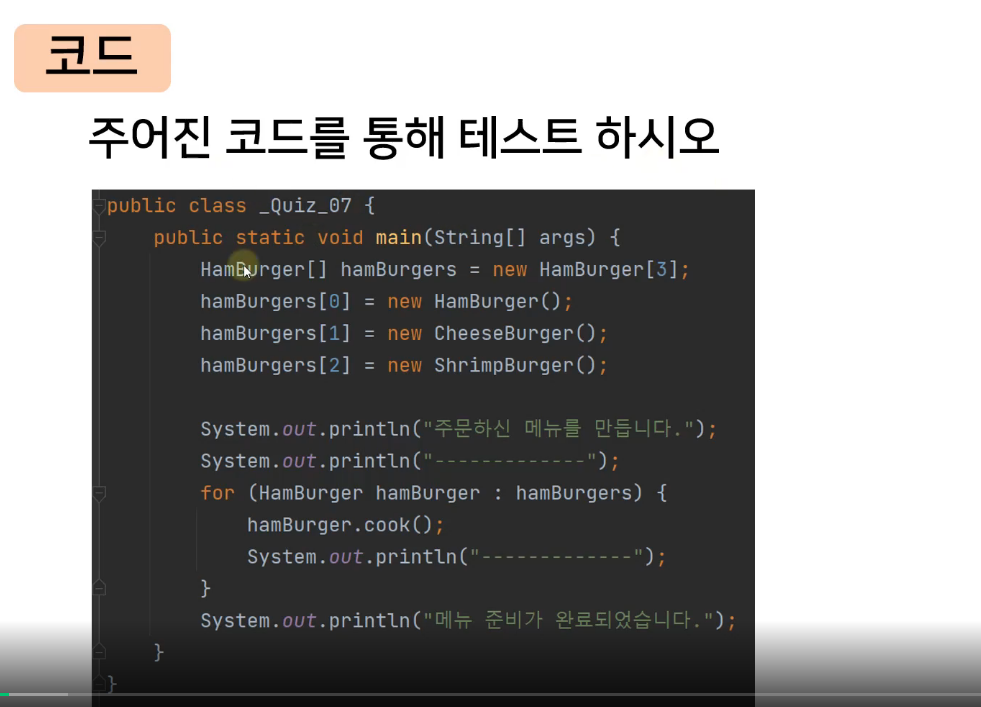 코드
주어진 코드를 통해 테스트 하시오
public class _Quiz_07 {
    public static void main(String[] args) {
        HamBurger[] hamBurgers = new HamBurger[3];
        hamBurgers[0] = new HamBurger();
        hamBurgers[1] = new CheeseBurger();
        hamBurgers[2] = new ShrimpBurger();
        System.out.println("주문하신 메뉴를 만듭니다.");
        System.out.println("-------------");
        for (HamBurger hamBurger : hamBurgers) {
            hamBurger.cook();
            System.out.println("-------------");
        }
        System.out.println("메뉴 준비가 완료되었습니다.");
    }
}